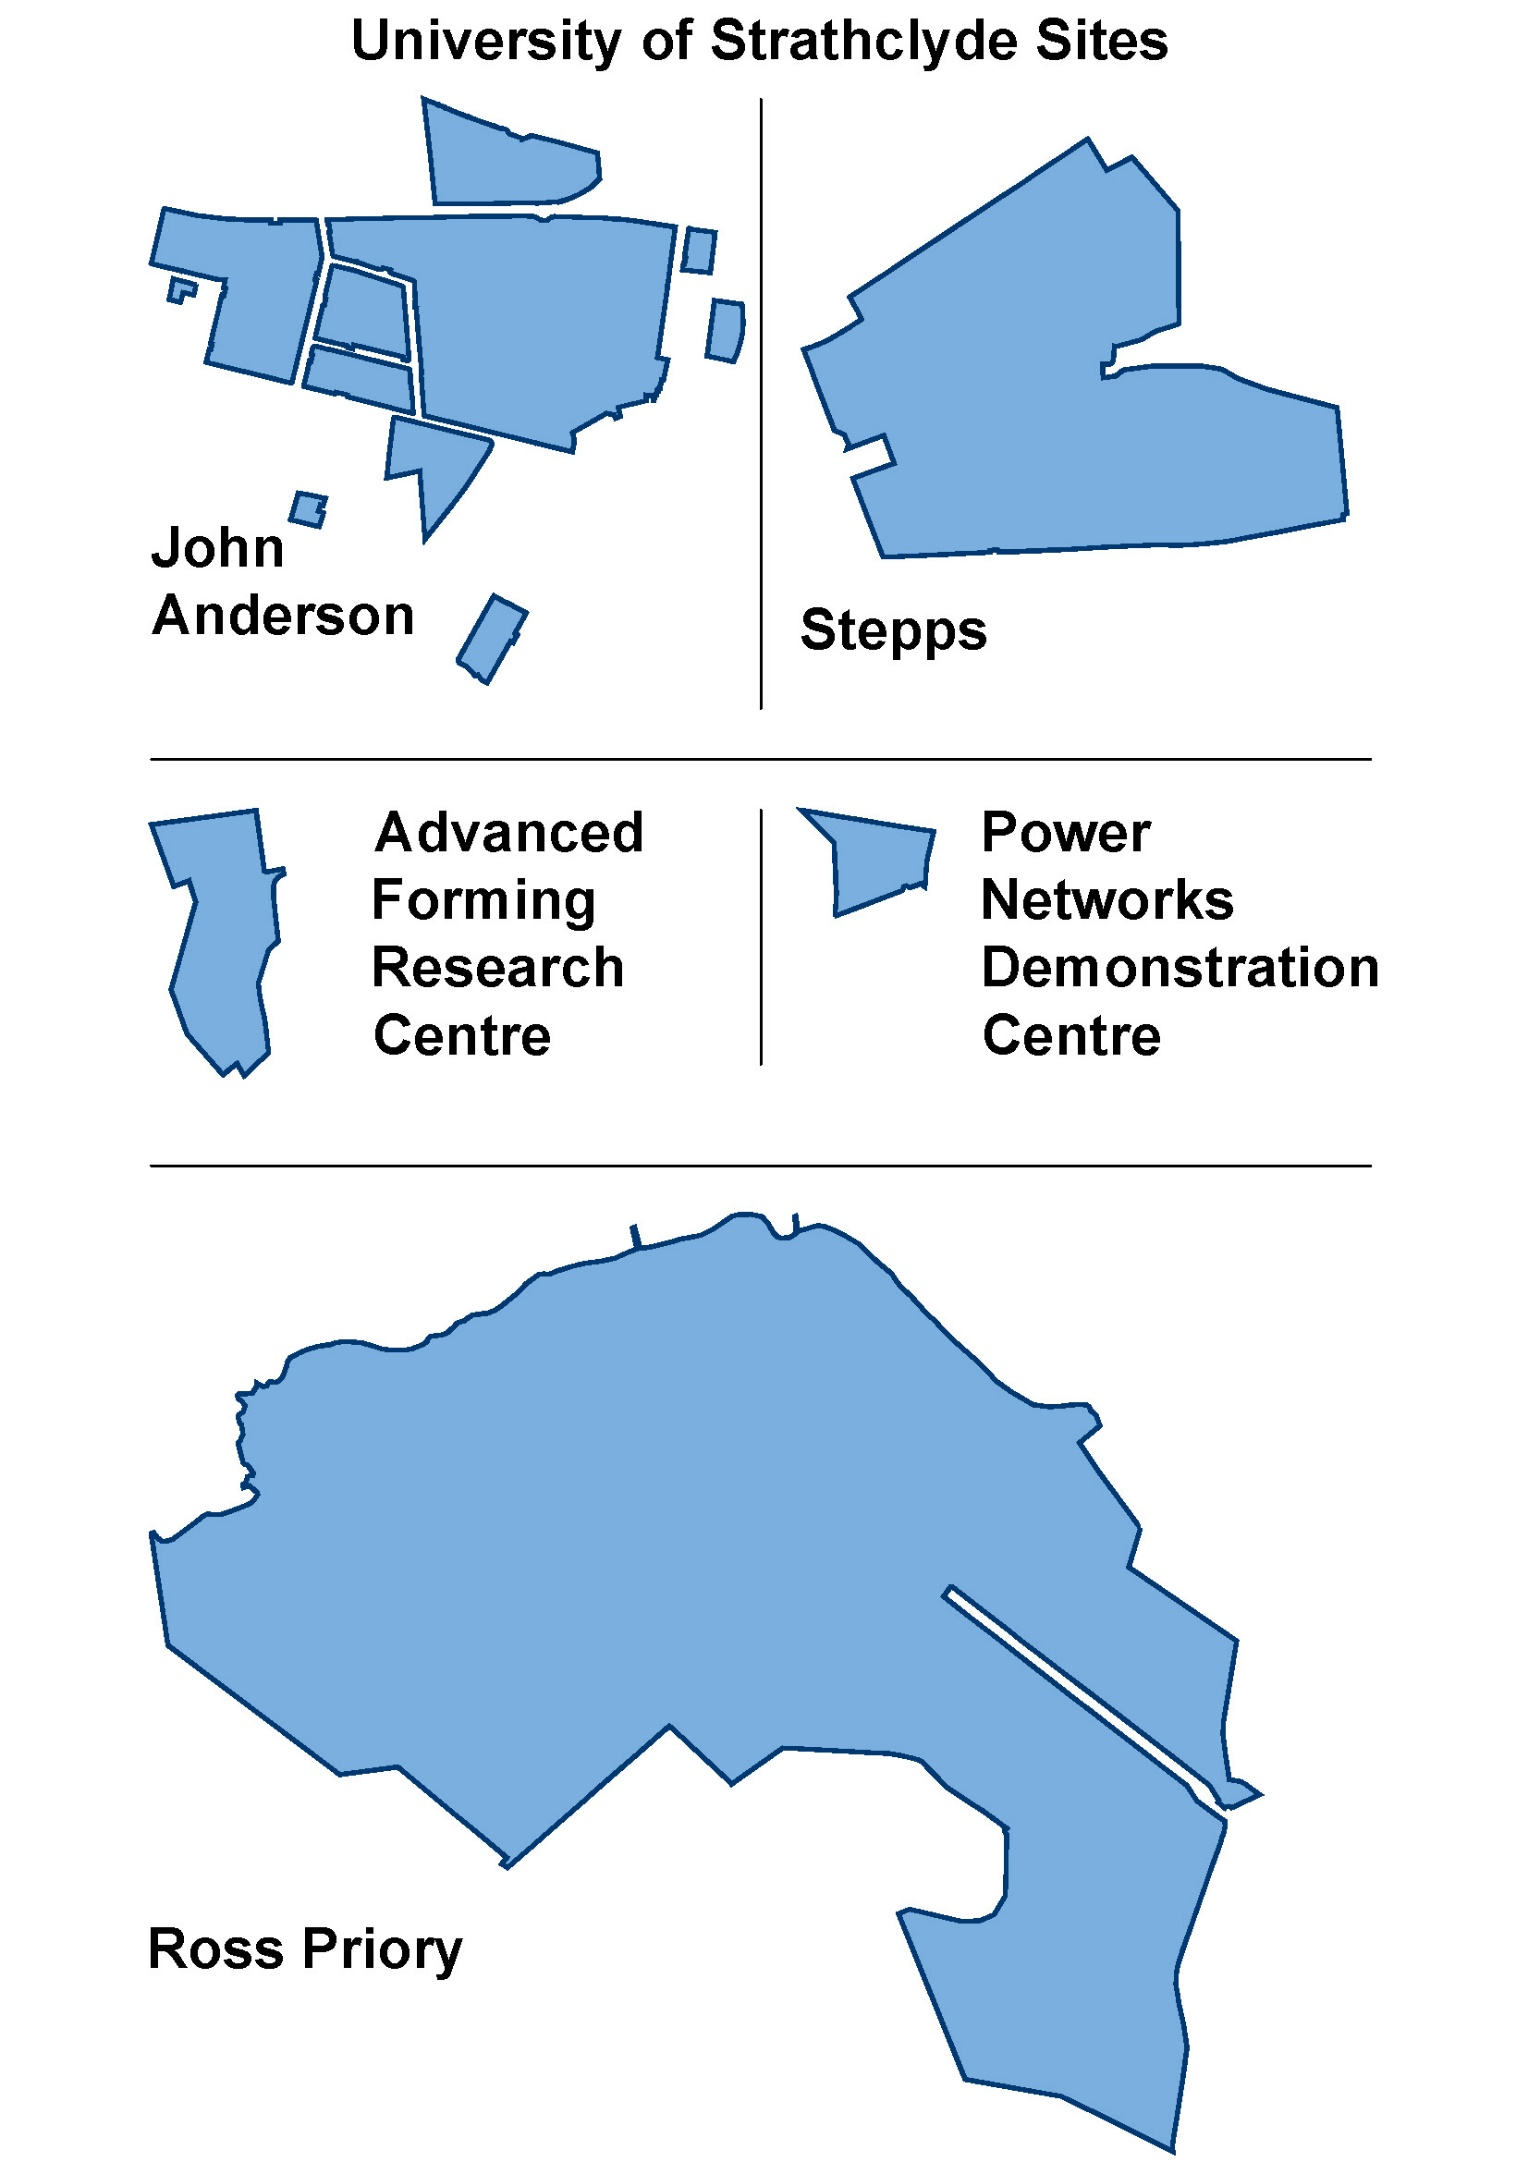 University of Strathclyde Sites
John
Anderson
Stepps
Advanced
Forming
Research
Centre
Power
Networks
Demonstration
Centre
Ross Priory